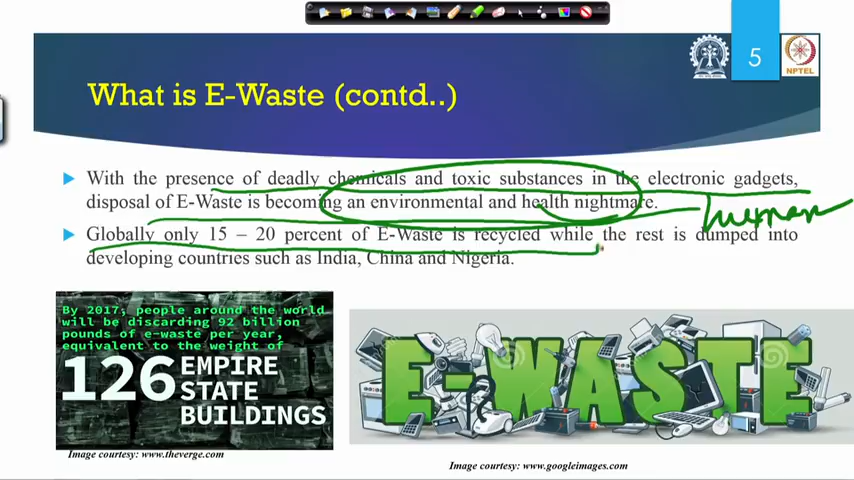 5
NPTEL
What is E-Waste (contd..)
With the presence of deadly chemicals and toxic substances in the electronic gadgets,
disposal of E-Waste is becoming an environmental and health nightmare.
human
Globally only 15 – 20 percent of E-Waste is recycled while the rest is dumped into
developing countries such as India, China and Nigeria.
By 2017, people around the world
will be discarding 92 billion
pounds of e-waste per year,
equivalent to the weight of
126 EMPIRE
STATE
BUILDINGS
E-WASTE
Image courtesy: www.theverge.com
Image courtesy: www.googleimages.com